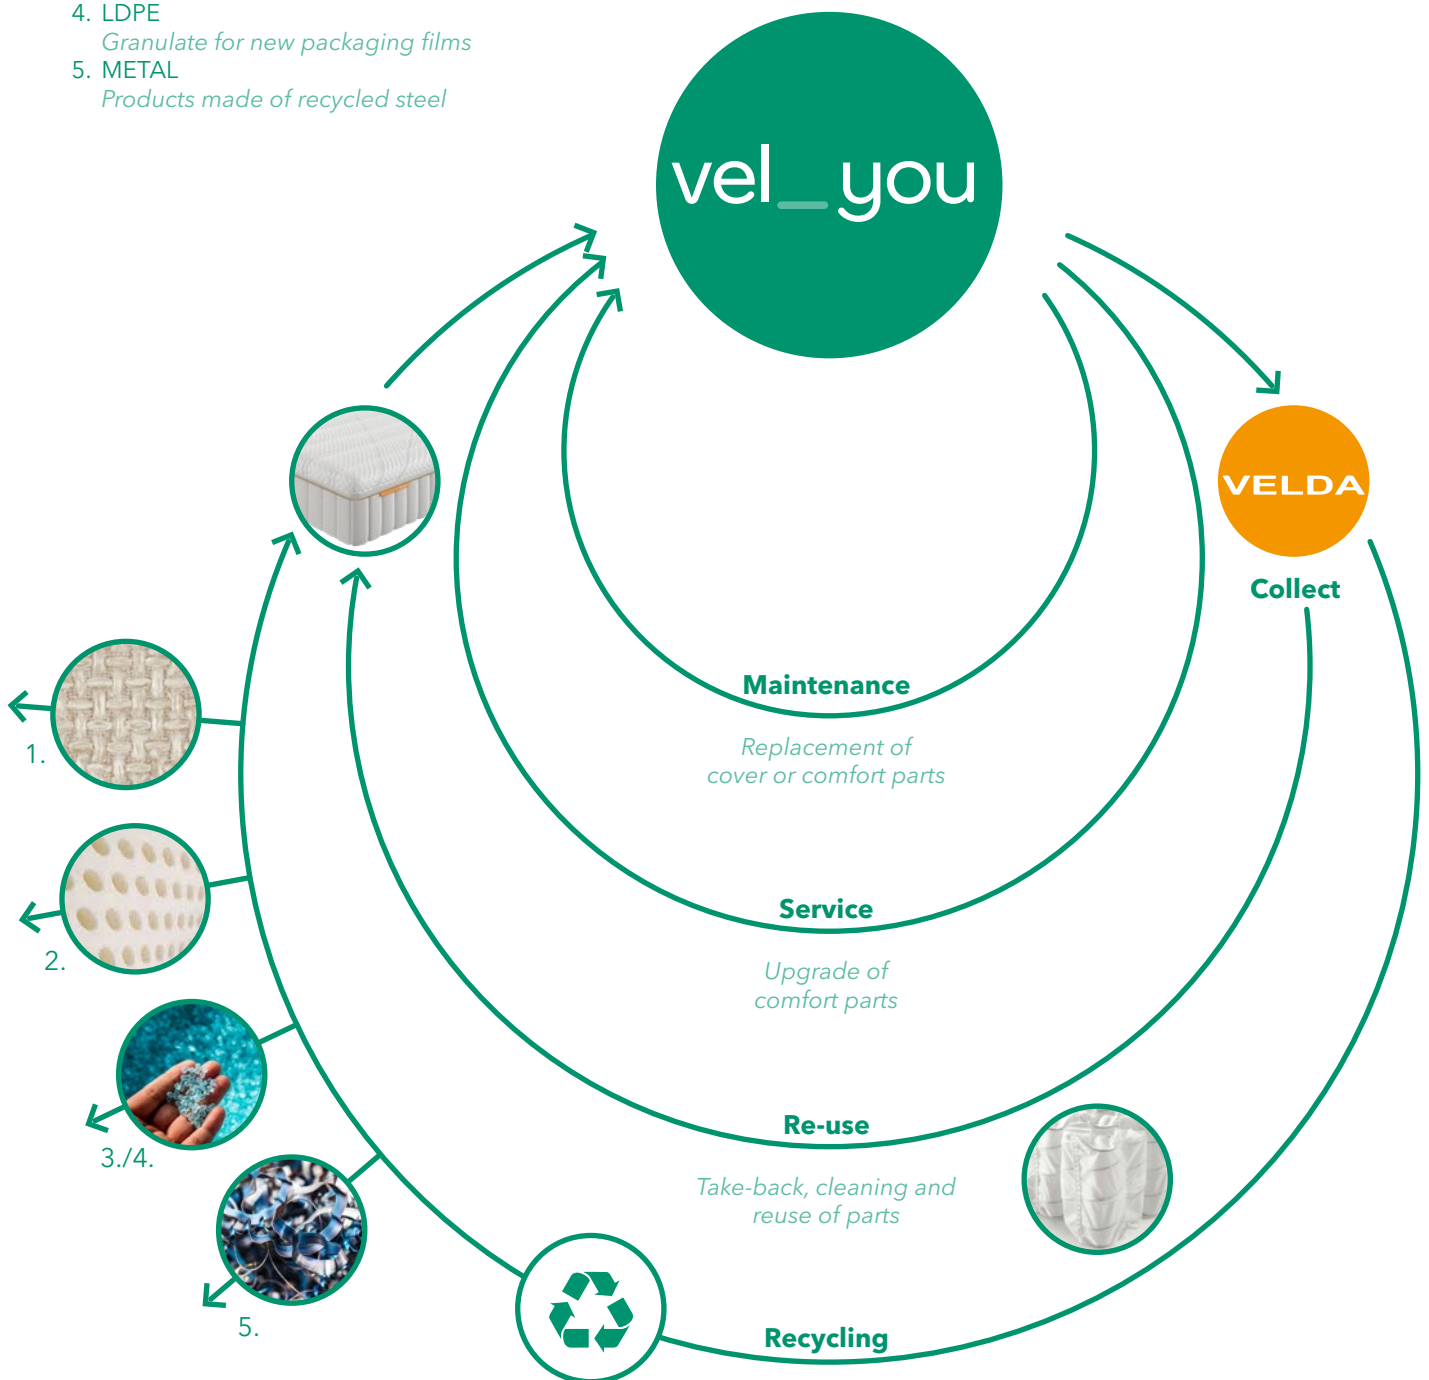 4. LDPE
Granulate for new packaging films
5. METAL
Products made of recycled steel
vel_you
VELDA
Collect
Maintenance
Replacement of
cover or comfort parts
1.
Service
2.
Upgrade of
comfort parts
Re-use
3./4.
Take-back, cleaning and
reuse of parts
5.
Recycling